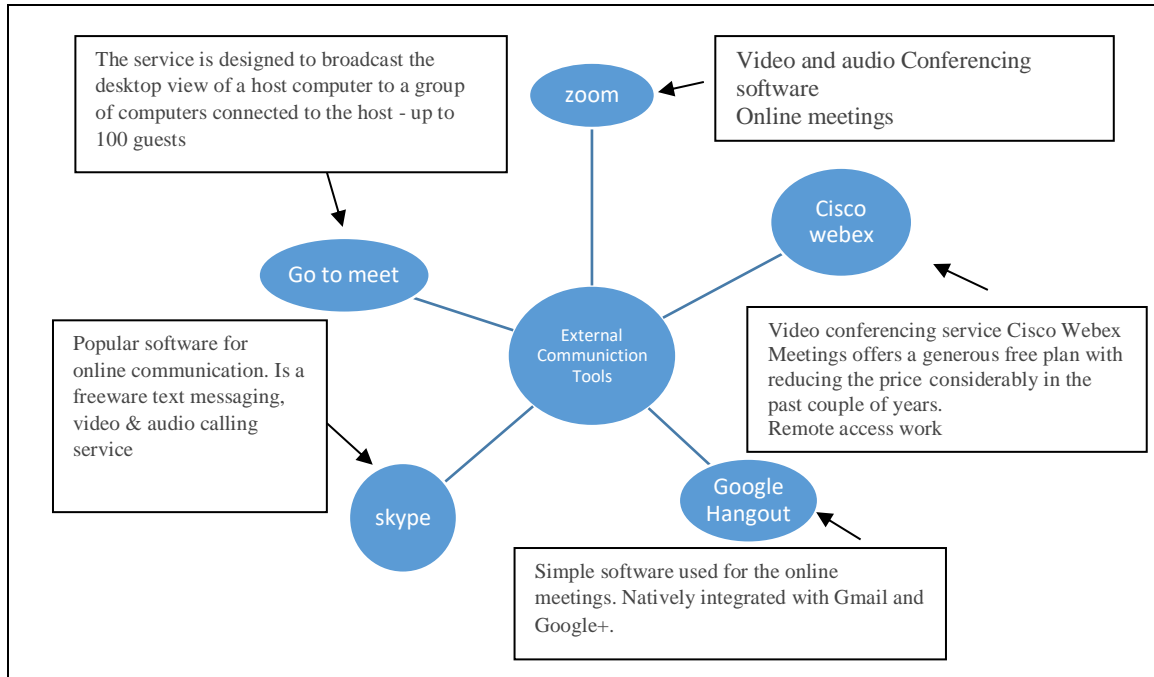 The service is designed to broadcast the
desktop view of a host computer to a group
of computers connected to the host - up to
100 guests
zoom
Video and audio Conferencing
software
Online meetings
Cisco
webex
Go to meet
External
Communiction
Tools
Popular software for
online communication. Is a
freeware text messaging,
video & audio calling
service
Video conferencing service Cisco Webex
Meetings offers a generous free plan with
reducing the price considerably in the
past couple of years.
Remote access work
skype
Google
Hangout
Simple software used for the online
meetings. Natively integrated with Gmail and
Google+.